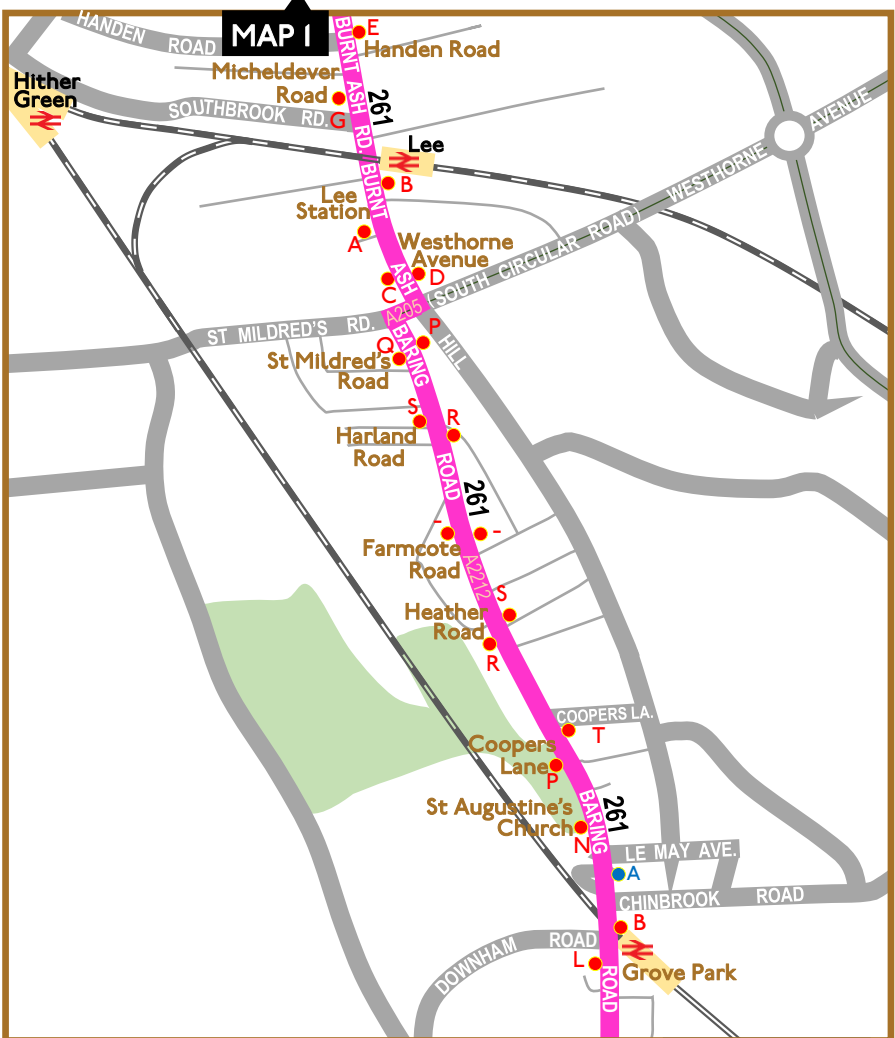 MAP 1
HANDEN ROAD
BURNT ASH RD.
E
Handen Road
Micheldever
Road
G
261
Hither
Green
SOUTHBROOK RD.
Lee
B
BURNT
Lee
Station
A
WESTHORNE AVENUE
Westhorne
Avenue
D
C
ASH
(SOUTH CIRCULAR ROAD)
A205
HILL
ST MILDRED'S RD.
BARING
P
Q
St Mildred's
Road
S
R
Harland
Road
ROAD
261
-
-
Farmcote
Road
A2212
S
Heather
Road
R
COOPERS LA.
T
Coopers
Lane
P
BARING
261
St Augustine's
Church
N
LE MAY AVE.
A
CHINBROOK ROAD
B
DOWNHAM ROAD
L
Grove Park
ROAD